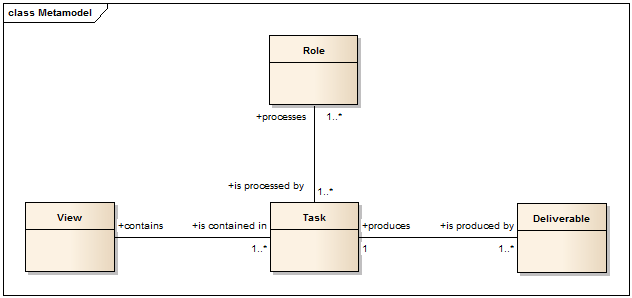 class Metamodel
Role
+processes 1..*
+is processed by
1..*
View
Task
Deliverable
+contains +is contained in +produces +is produced by
1..* 1 1..*